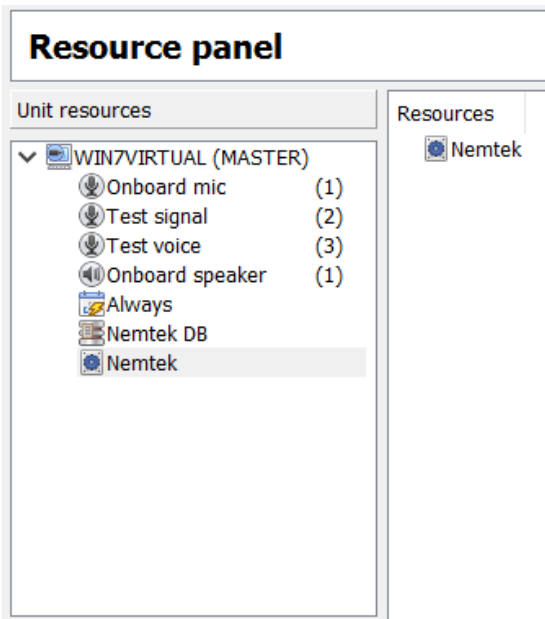 Resource panel
Unit resources
Resources
WIN7VIRTUAL (MASTER)
Nemtek
Onboard mic (1)
Test signal (2)
Test voice (3)
Onboard speaker (1)
Always
Nemtek DB
Nemtek